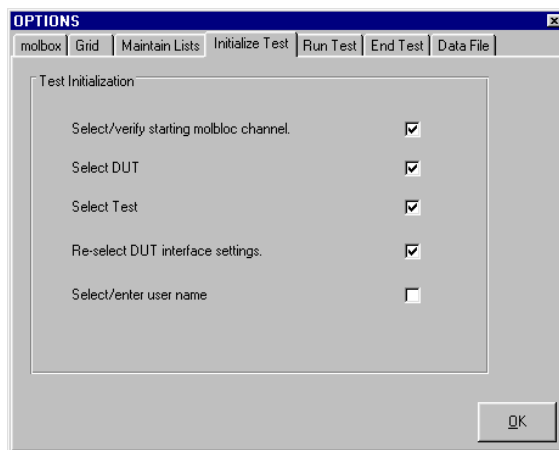 OPTIONS
molbox Grid Maintain Lists Initialize Test Run Test End Test Data File
Test Initialization
Select/verify starting molbloc channel.
Select DUT
Select Test
Re-select DUT interface settings.
Select/enter user name
OK